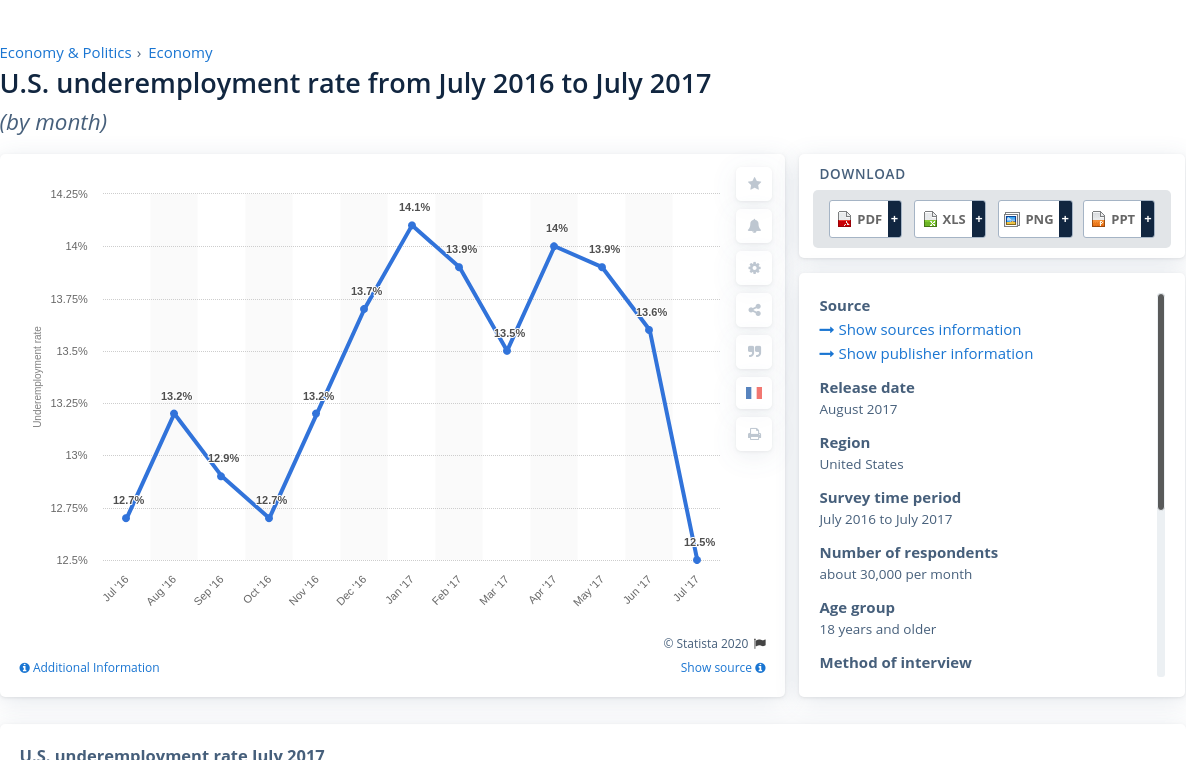 Economy & Politics › Economy
U.S. underemployment rate from July 2016 to July 2017
(by month)
14.25%
14%
13.75%
13.5%
13.25%
13%
12.75%
12.5%
Underemployment rate
12.7%
13.2%
12.9%
12.7%
13.2%
13.7%
14.1%
13.9%
13.5%
14%
13.9%
13.6%
12.5%
Jul '16
Aug '16
Sep '16
Oct '16
Nov '16
Dec '16
Jan '17
Feb '17
Mar '17
Apr '17
May '17
Jun '17
Jul '17
© Statista 2020
Additional Information
Show source
DOWNLOAD
PDF + XLS + PNG + PPT +
Source
Show sources information
Show publisher information
Release date
August 2017
Region
United States
Survey time period
July 2016 to July 2017
Number of respondents
about 30,000 per month
Age group
18 years and older
Method of interview
U.S. underemployment rate July 2017